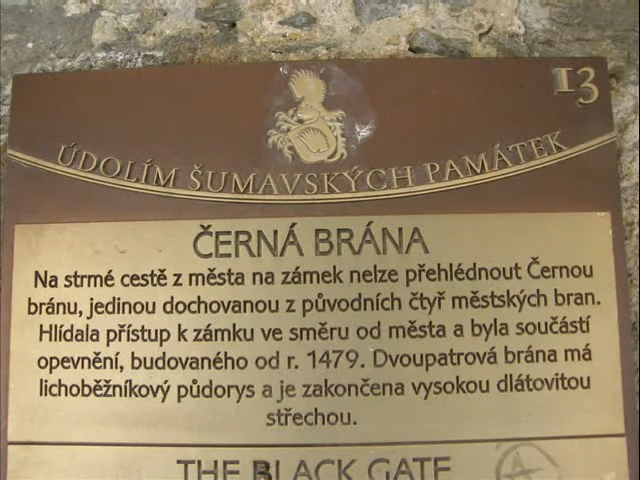 13
ÚDOLÍM ŠUMAVSKÝCH PAMÁTEK
ČERNÁ BRÁNA
Na strmé cestě z města na zámek nelze přehlédnout Černou
bránu, jedinou dochovanou z původních čtyř městských bran.
Hlídala přístup k zámku ve směru od města a byla součástí
opevnění, budovaného od r. 1479. Dvoupatrová brána má
lichoběžníkový půdorys a je zakončena vysokou dlátovitou
střechou.
THE BLACK GATE